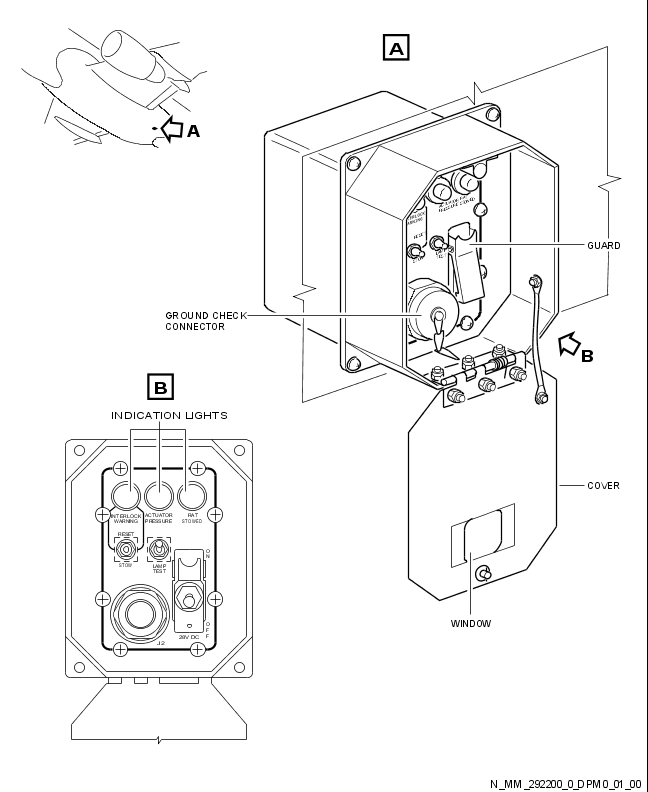 A
A
GUARD
GROUND CHECK
CONNECTOR
B
B
INDICATION LIGHTS
INTERLOCK
WARNING
ACTUATOR
PRESSURE
RAT
STOWED
RESET
STOW
LAMP
TEST
ON
OFF
28V DC
J2
COVER
WINDOW
N_MM_292200_0_DPM0_01_00